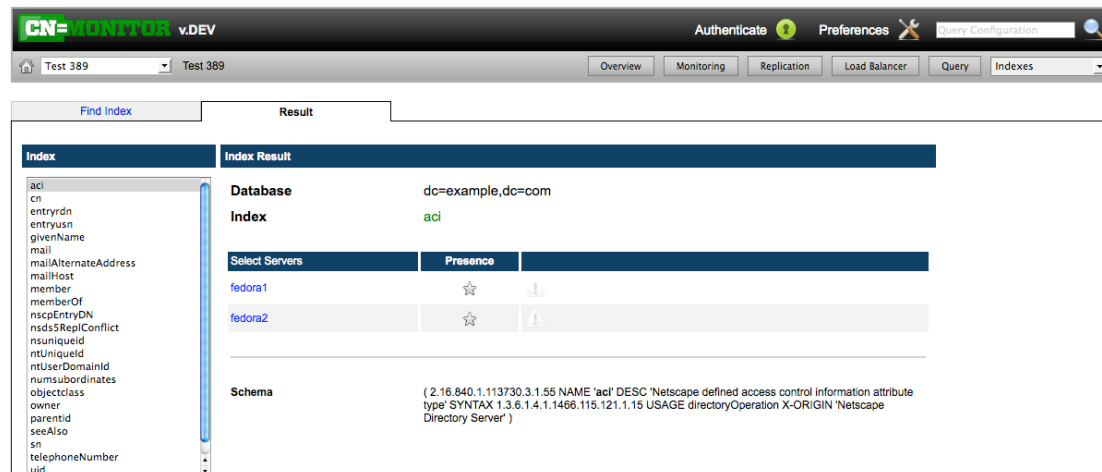 CN=MONITOR v.DEV
Authenticate Preferences Query Configuration
Test 389 Test 389 Overview Monitoring Replication Load Balancer Query Indexes
Find Index Result
Index
aci
cn
entryrdn
entryusn
givenName
mail
mailAlternateAddress
mailHost
member
memberOf
nscpEntryDN
nsds5ReplConflict
nsuniqueid
ntUniqueId
ntUserDomainId
numsubordinates
objectclass
owner
parentid
seeAlso
sn
telephoneNumber
uid
Index Result
Database dc=example,dc=com
Index aci
Select Servers Presence
fedora1
fedora2
Schema ( 2.16.840.1.113730.3.1.55 NAME 'aci' DESC 'Netscape defined access control information attribute
type' SYNTAX 1.3.6.1.4.1.1466.115.121.1.15 USAGE directoryOperation X-ORIGIN 'Netscape
Directory Server' )